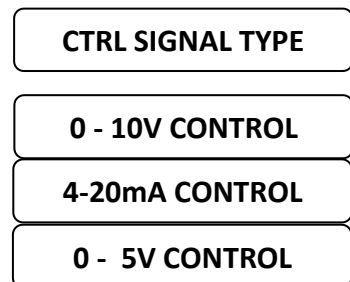 CTRL SIGNAL TYPE
0 - 10V CONTROL
4-20mA CONTROL
0 - 5V CONTROL